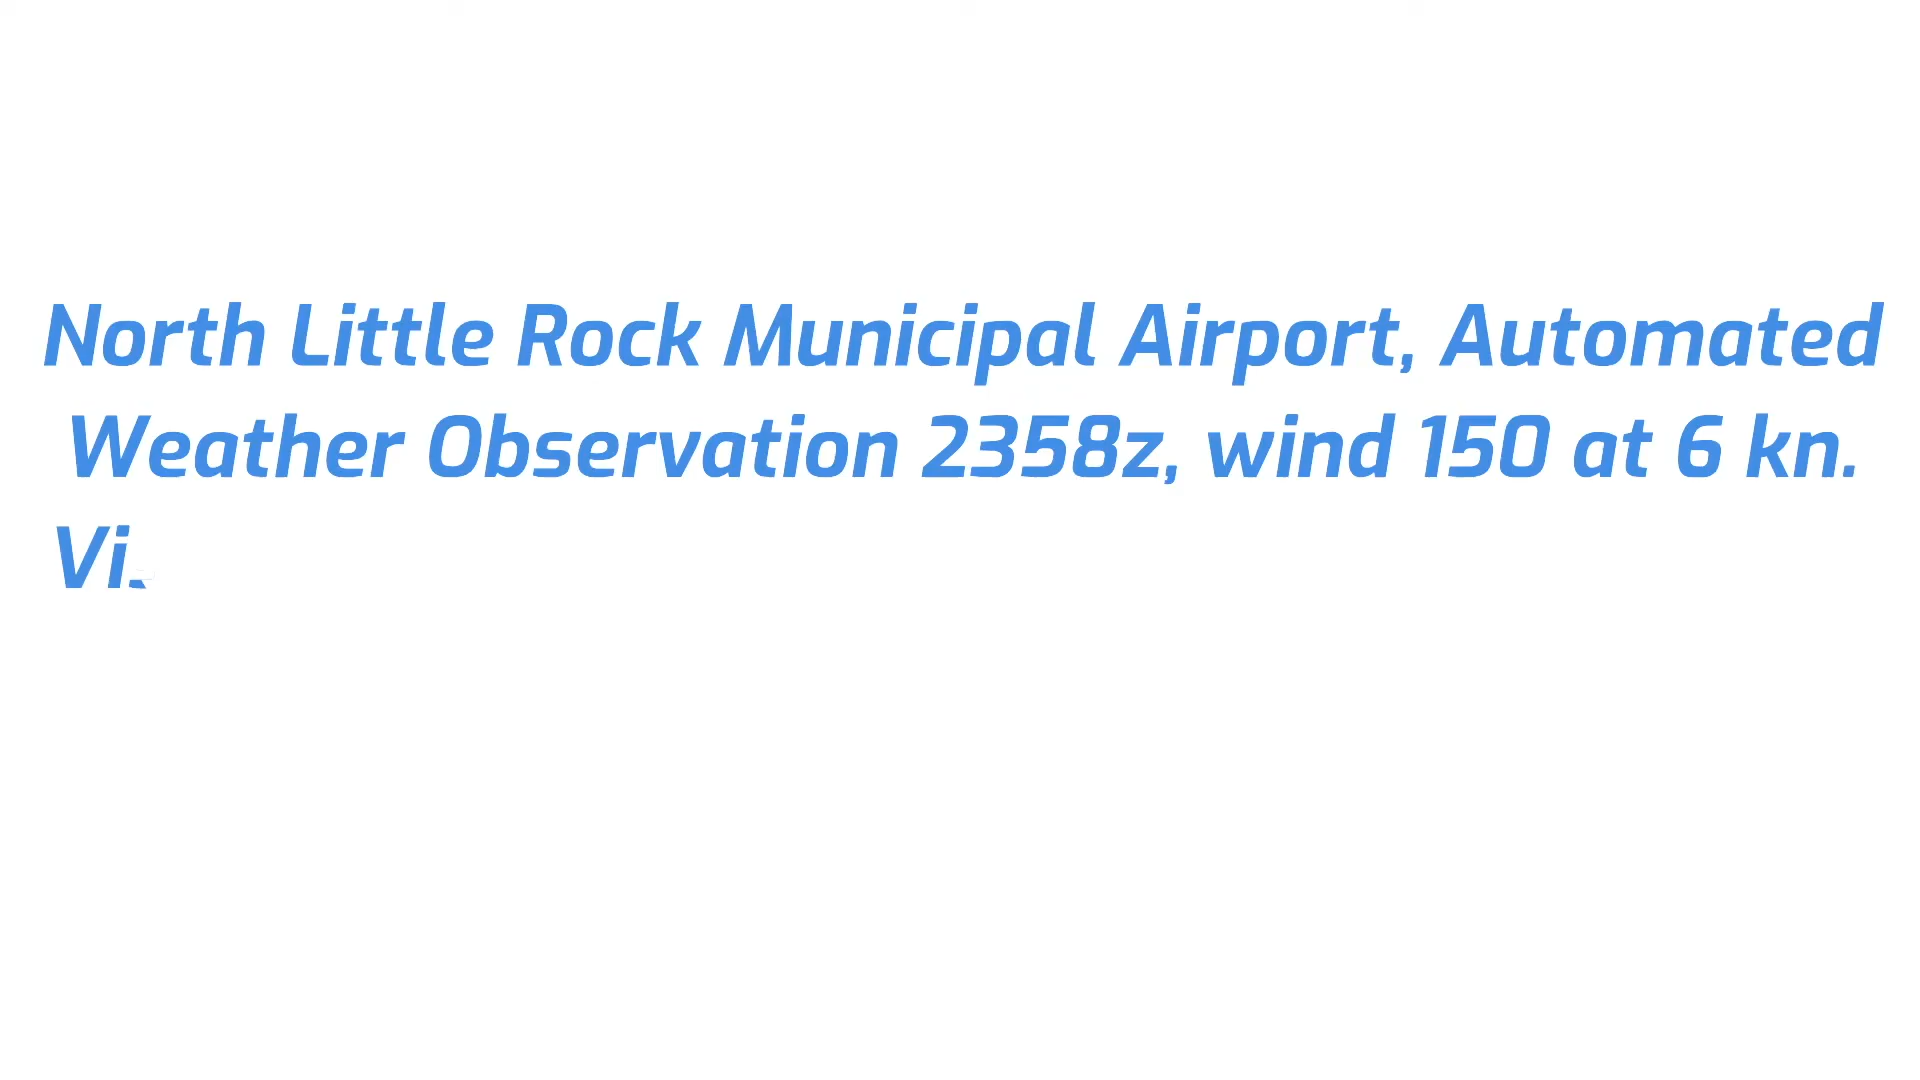 North Little Rock Municipal Airport, Automated
Weather Observation 2358z, wind 150 at 6 kn.